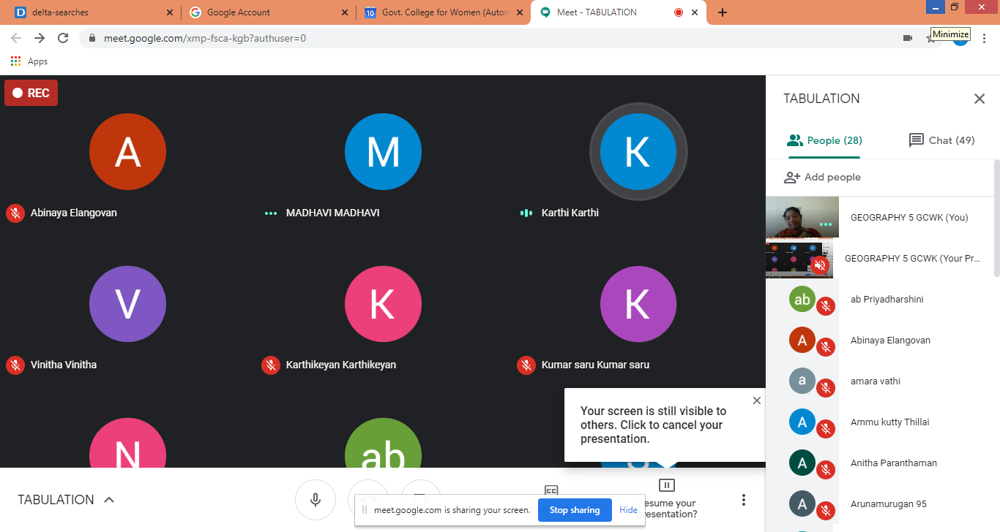 delta-searches
Google Account
10 Govt. College for Women (Auton
Meet - TABULATION
Minimize
meet.google.com/xmp-fsca-kgb?authuser=0
Apps
REC
A
M
K
Abinaya Elangovan
MADHAVI MADHAVI
Karthi Karthi
V
K
K
Vinitha Vinitha
Karthikeyan Karthikeyan
Kumar saru Kumar saru
N
ab
Your screen is still visible to
others. Click to cancel your
presentation.
TABULATION
meet.google.com is sharing your screen.
Stop sharing
Hide
esume your
esentation?
TABULATION
People (28)
Chat (49)
Add people
GEOGRAPHY 5 GCWK (You)
GEOGRAPHY 5 GCWK (Your Pr...
ab ab Priyadharshini
A Abinaya Elangovan
a amara vathi
A Ammu kutty Thillai
A Anitha Paranthaman
A Arunamurugan 95